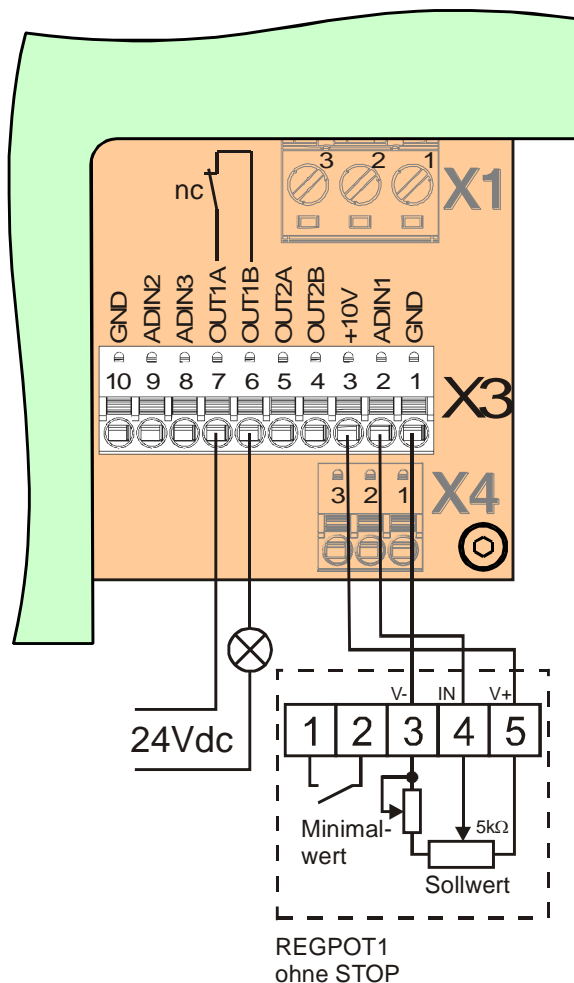 3 2 1
X1
nc
GND ADIN2 ADIN3 OUT1A OUT1B OUT2A OUT2B +10V ADIN1 GND
10 9 8 7 6 5 4 3 2 1
X3
3 2 1
X4
V- IN V+
1 2 3 4 5
24Vdc
Minimal-
wert
5kΩ
Sollwert
REGPOT1
ohne STOP